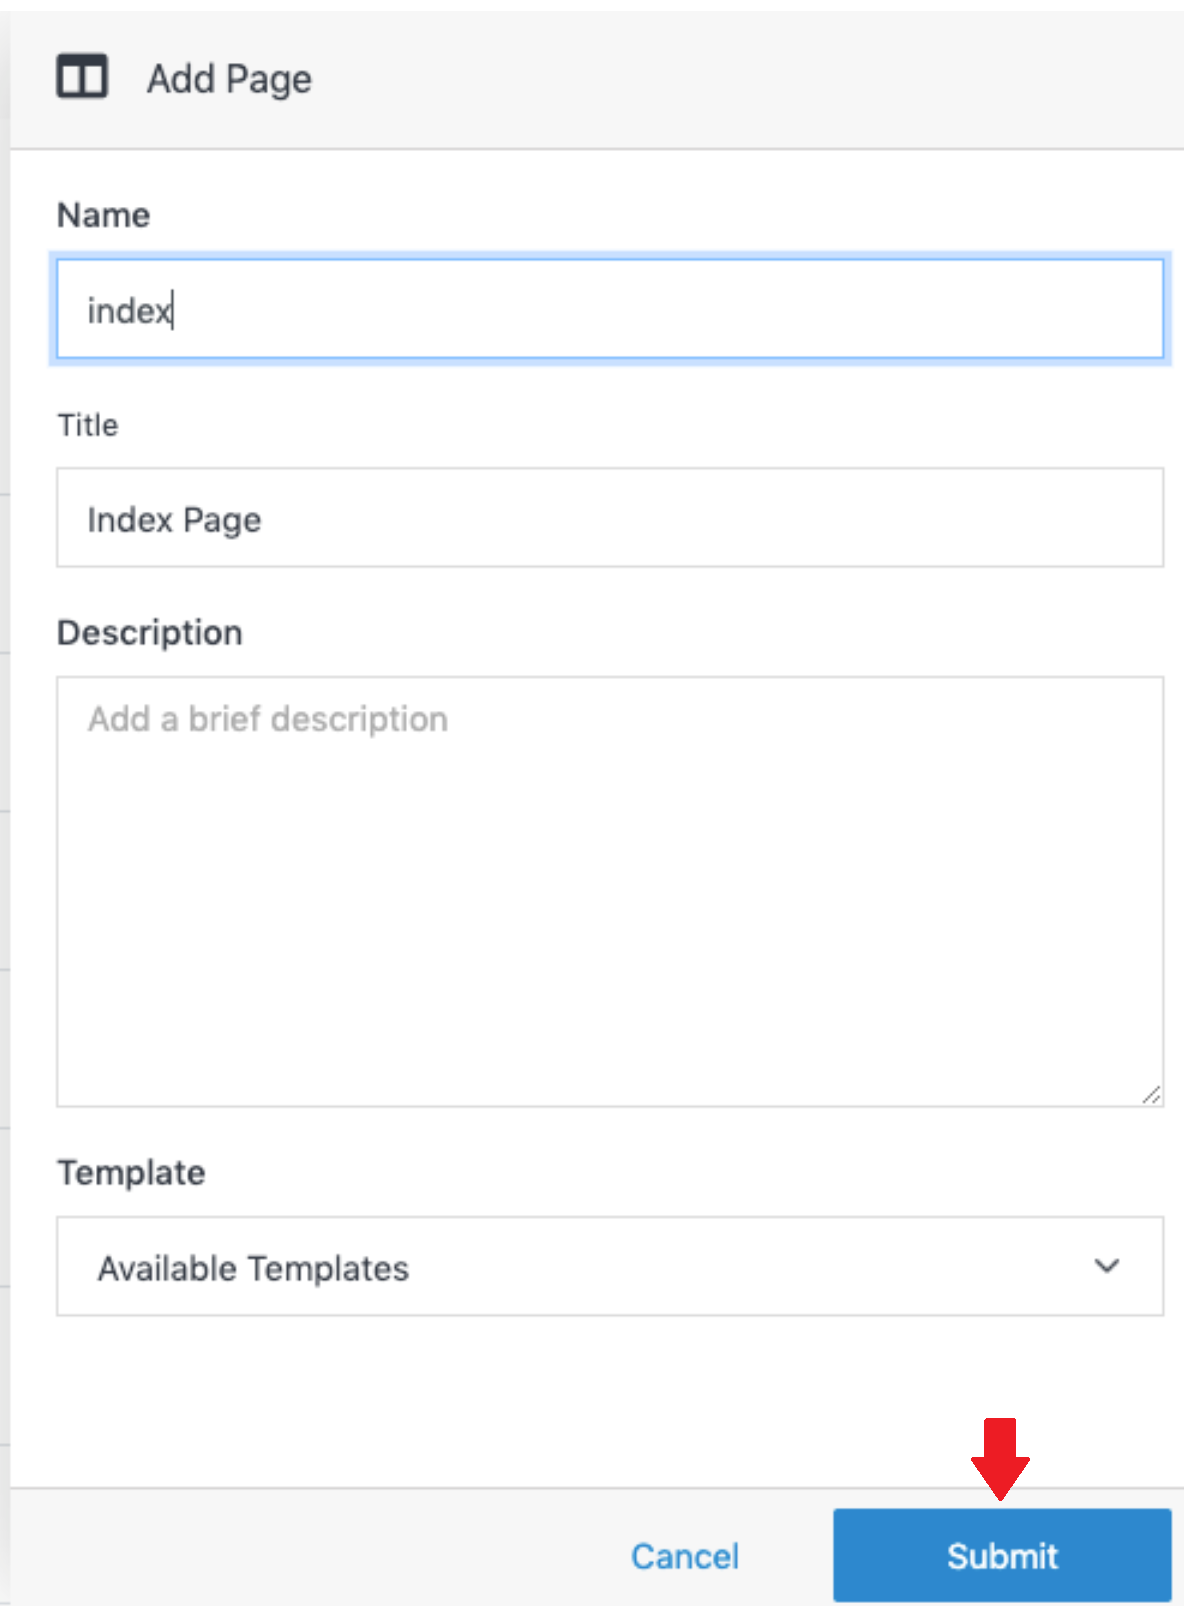 Add Page
Name
index
Title
Index Page
Description
Add a brief description
Template
Available Templates
Cancel
Submit